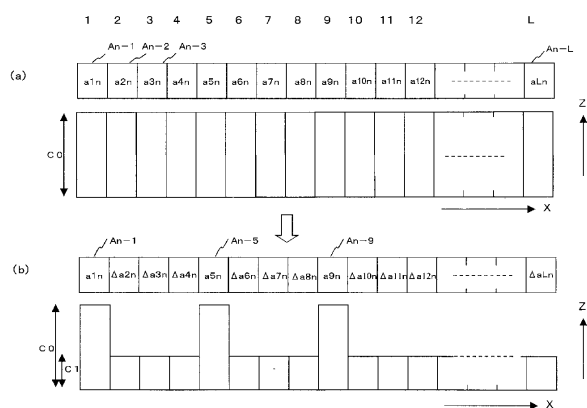 1 2 3 4 5 6 7 8 9 10 11 12 L
An-1 An-2 An-3 An-L
(a)
a1n a2n a3n a4n a5n a6n a7n a8n a9n a10n a11n a12n aLn
Z
C0
X
An-1 An-5 An-9
(b)
a1n Δa2n Δa3n Δa4n a5n Δa6n Δa7n Δa8n a9n Δa10n Δa11n Δa12n ΔaLn
Z
C0
C1
X